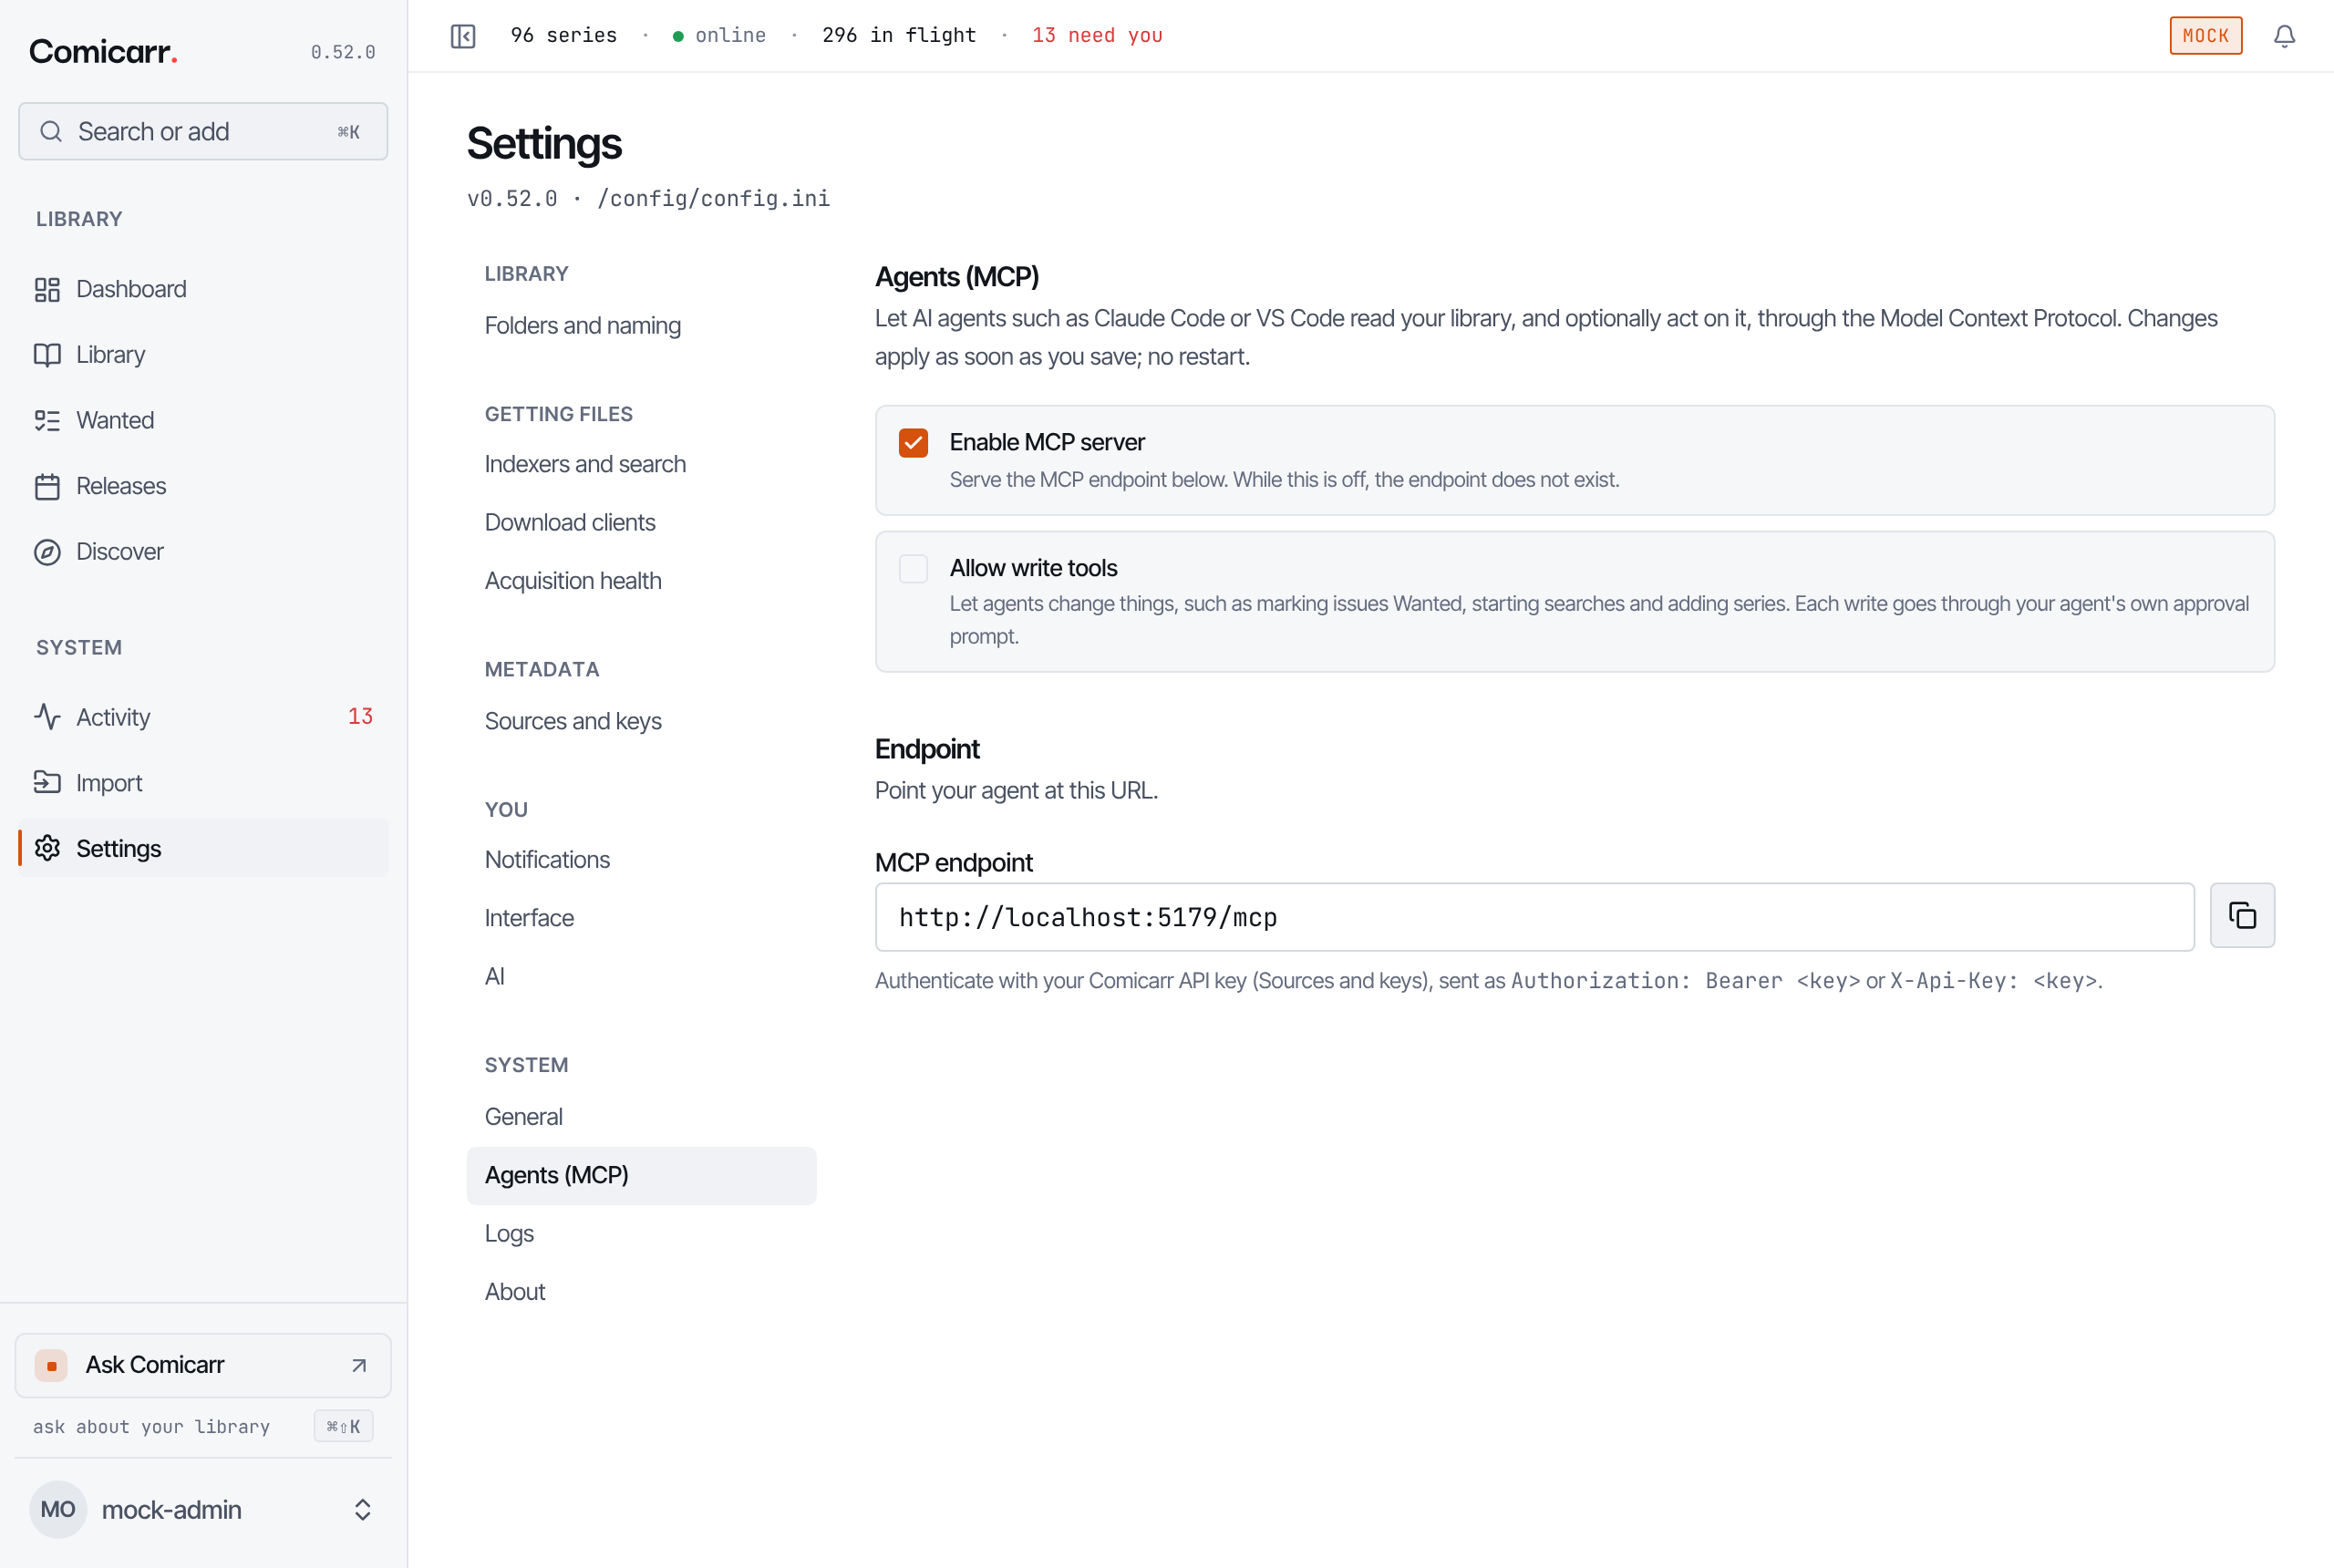 Comicarr.
0.52.0
Search or add
⌘K
LIBRARY
Dashboard
Library
Wanted
Releases
Discover
SYSTEM
Activity
13
Import
Settings
Ask Comicarr
ask about your library
⌘⇧K
MO
mock-admin
96 series · online · 296 in flight · 13 need you
MOCK
Settings
v0.52.0 · /config/config.ini
LIBRARY
Folders and naming
GETTING FILES
Indexers and search
Download clients
Acquisition health
METADATA
Sources and keys
YOU
Notifications
Interface
AI
SYSTEM
General
Agents (MCP)
Logs
About
Agents (MCP)
Let AI agents such as Claude Code or VS Code read your library, and optionally act on it, through the Model Context Protocol. Changes
apply as soon as you save; no restart.
Enable MCP server
Serve the MCP endpoint below. While this is off, the endpoint does not exist.
Allow write tools
Let agents change things, such as marking issues Wanted, starting searches and adding series. Each write goes through your agent's own approval
prompt.
Endpoint
Point your agent at this URL.
MCP endpoint
http://localhost:5179/mcp
Authenticate with your Comicarr API key (Sources and keys), sent as Authorization: Bearer <key> or X-Api-Key: <key>.